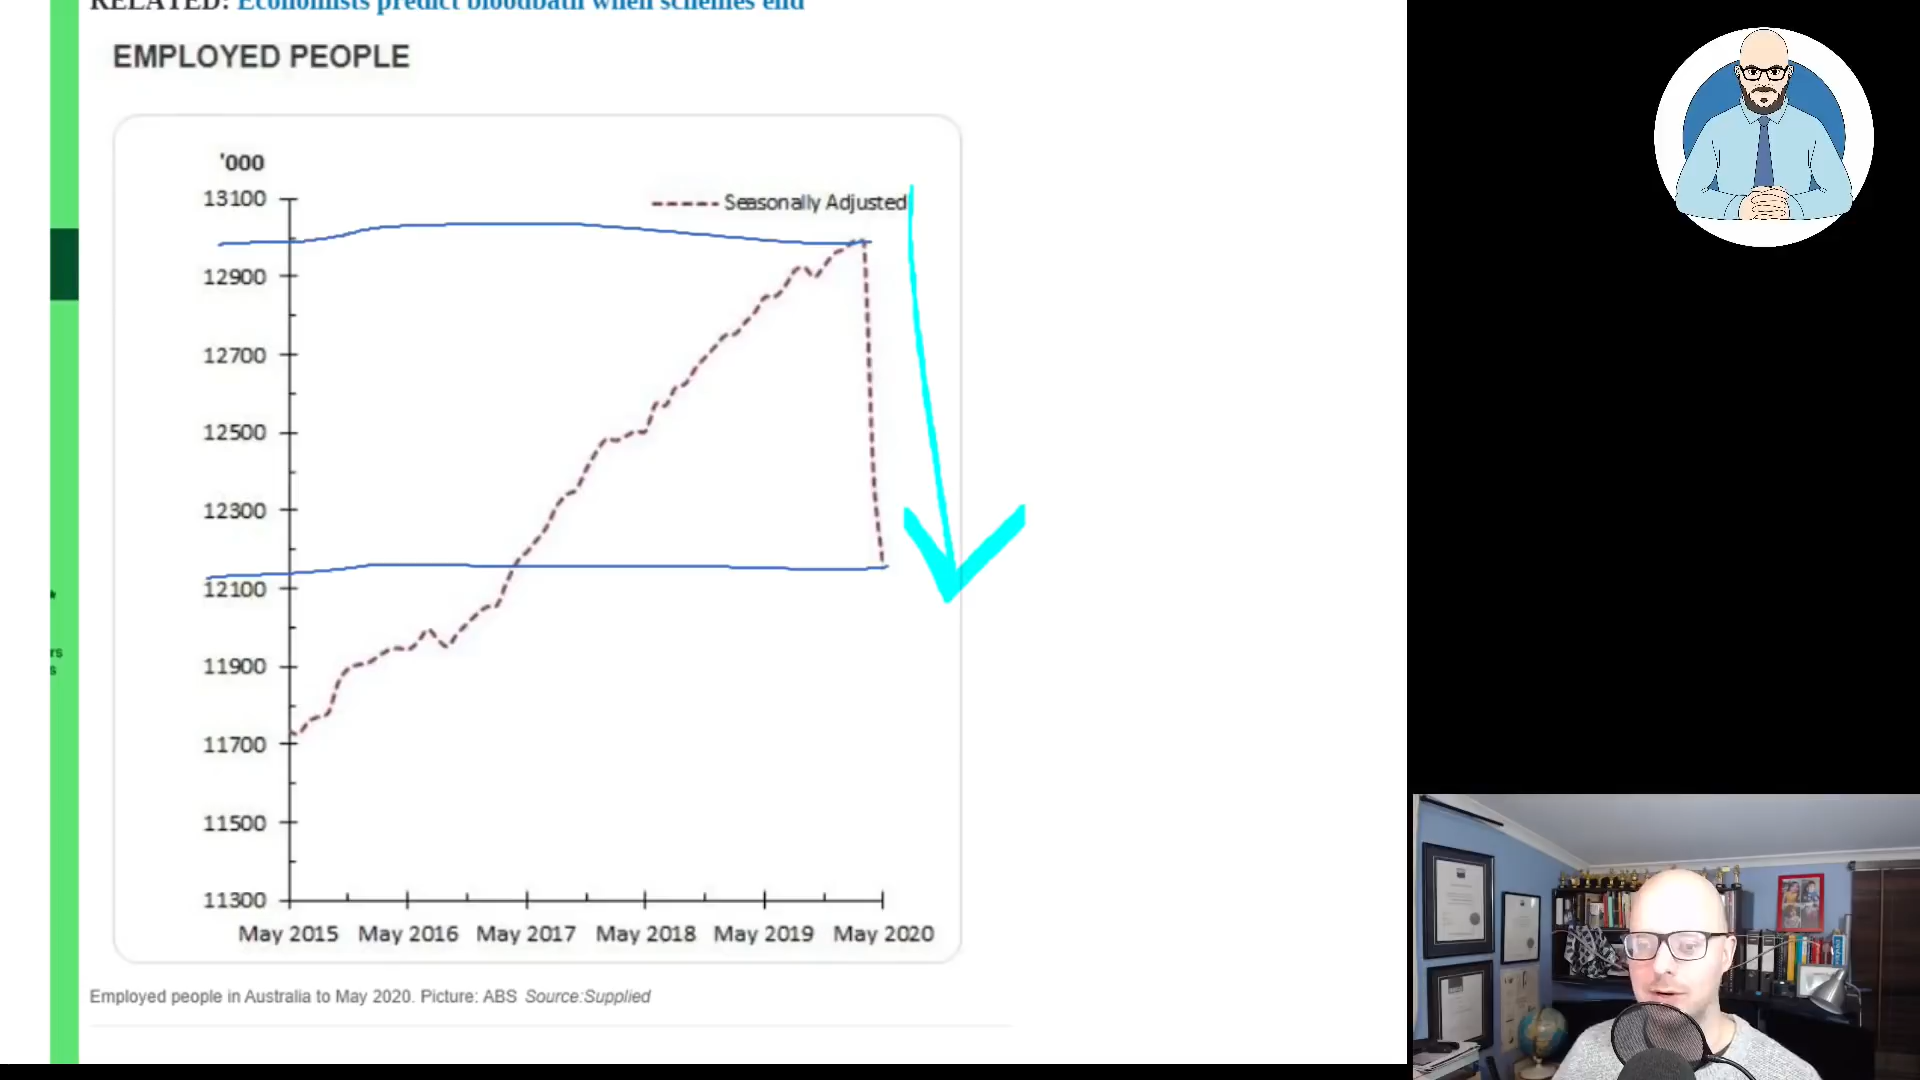 RELATED: Economists predict bloodbath when schemes end
EMPLOYED PEOPLE
'000
Seasonally Adjusted
13100
12900
12700
12500
12300
12100
11900
11700
11500
11300
May 2015 May 2016 May 2017 May 2018 May 2019 May 2020
rs
s
Employed people in Australia to May 2020. Picture: ABS Source:Supplied